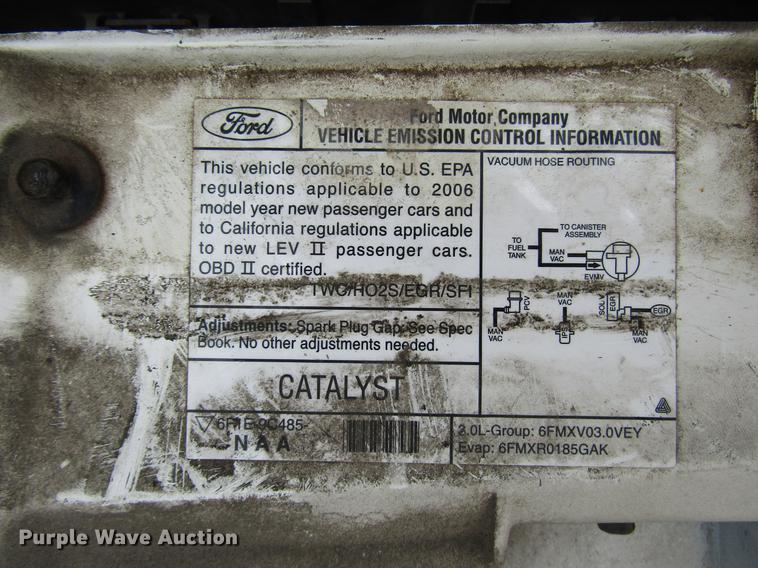 Ford
Ford Motor Company
VEHICLE EMISSION CONTROL INFORMATION
This vehicle conforms to U.S. EPA
regulations applicable to 2006
model year new passenger cars and
to California regulations applicable
to new LEV II passenger cars.
OBD II certified.
TWC/HO2S/EGR/SFI
Adjustments: Spark Plug Gap: See Spec
Book. No other adjustments needed.
CATALYST
6F1E-9C485-
NAA
VACUUM HOSE ROUTING
TO CANISTER
ASSEMBLY
TO
FUEL
TANK
MAN
VAC
EVMV
PCV
MAN
VAC
MAN
VAC
SOLV
EGR
EGR
MAN
VAC
3.0L-Group: 6FMXV03.0VEY
Evap: 6FMXR0185GAK
Purple Wave Auction